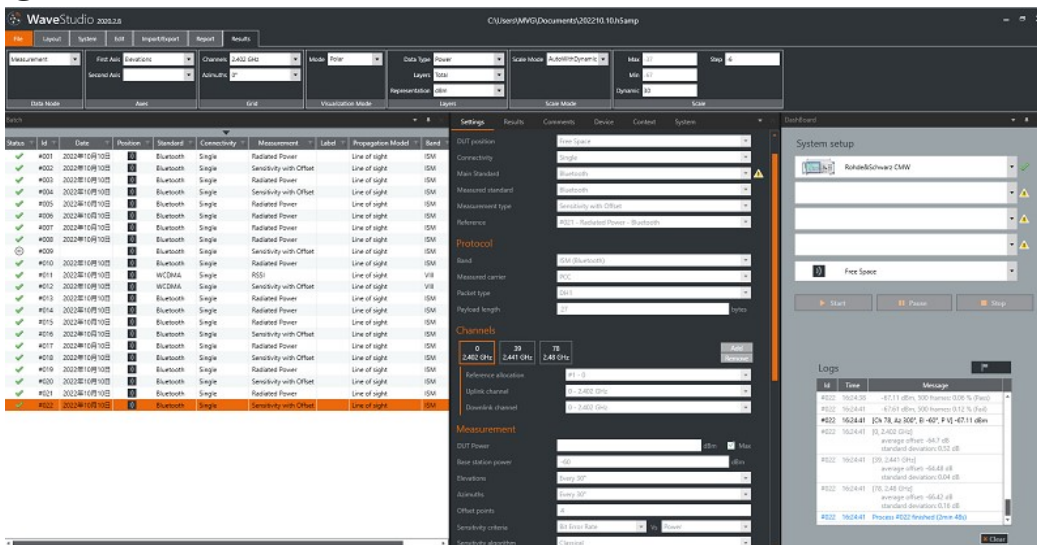 WaveStudio 2020.2.8
C:\Users\MVG\Documents\202210.10.h5amp
File Layout System Edit Import/Export Report Results
Measurement First Axis Elevations Channels 2.402 GHz Mode Polar Data Type Power Scale Mode AutoWithDynamic Max -37 Step 6
Second Axis Azimuths 0° Layers Total Min -67
Representation dBm Dynamic 30
Data Node Axes Grid Visualization Mode Layers Scale Mode Scale
Batch
Settings Results Comments Device Context System
DashBoard
Status Id Date Position Standard Connectivity Measurement Label Propagation Model Band
#001 2022年10月10日 Bluetooth Single Radiated Power Line of sight ISM
#002 2022年10月10日 Bluetooth Single Sensitivity with Offset Line of sight ISM
#003 2022年10月10日 Bluetooth Single Radiated Power Line of sight ISM
#004 2022年10月10日 Bluetooth Single Sensitivity with Offset Line of sight ISM
#005 2022年10月10日 Bluetooth Single Radiated Power Line of sight ISM
#006 2022年10月10日 Bluetooth Single Radiated Power Line of sight ISM
#007 2022年10月10日 Bluetooth Single Radiated Power Line of sight ISM
#008 2022年10月10日 Bluetooth Single Radiated Power Line of sight ISM
#009 Bluetooth Single Sensitivity with Offset Line of sight ISM
#010 2022年10月10日 Bluetooth Single Radiated Power Line of sight ISM
#011 2022年10月10日 WCDMA Single RSSI Line of sight VIII
#012 2022年10月10日 WCDMA Single Sensitivity with Offset Line of sight VIII
#013 2022年10月10日 Bluetooth Single Radiated Power Line of sight ISM
#014 2022年10月10日 Bluetooth Single Radiated Power Line of sight ISM
#015 2022年10月10日 Bluetooth Single Radiated Power Line of sight ISM
#016 2022年10月10日 Bluetooth Single Sensitivity with Offset Line of sight ISM
#017 2022年10月10日 Bluetooth Single Radiated Power Line of sight ISM
#018 2022年10月10日 Bluetooth Single Sensitivity with Offset Line of sight ISM
#019 2022年10月10日 Bluetooth Single Radiated Power Line of sight ISM
#020 2022年10月10日 Bluetooth Single Sensitivity with Offset Line of sight ISM
#021 2022年10月10日 Bluetooth Single Radiated Power Line of sight ISM
#022 2022年10月10日 Bluetooth Single Sensitivity with Offset Line of sight ISM
DUT position Free Space
Connectivity Single
Main Standard Bluetooth
Measured standard Bluetooth
Measurement type Sensitivity with Offset
Reference #021 - Radiated Power - Bluetooth
Protocol
Band ISM (Bluetooth)
Measured carrier PCC
Packet type DH1
Payload length 27 bytes
Channels
0 39 78 Add
2.402 GHz 2.441 GHz 2.48 GHz Remove
Reference allocation #1 - 0
Uplink channel 0 - 2.402 GHz
Downlink channel 0 - 2.402 GHz
Measurement
DUT Power dBm Max
Base station power -60 dBm
Elevations Every 30°
Azimuths Every 30°
Offset points 4
Sensitivity criteria Bit Error Rate Vs Power
Sensitivity algorithm Classical
System setup
Rohde&Schwarz CMW
Free Space
Start Pause Stop
Logs
Id Time Message
#022 16:24:38 -67.11 dBm, 500 frames: 0.06 % (Pass)
#022 16:24:41 -67.61 dBm, 500 frames: 0.12 % (Fail)
#022 16:24:41 [Ch 78, Az 300°, El -60°, P V] -67.11 dBm
#022 16:24:41 [0, 2.402 GHz]
average offset: -64.7 dB
standard deviation: 0.52 dB
#022 16:24:41 [39, 2.441 GHz]
average offset: -64.48 dB
standard deviation: 0.04 dB
#022 16:24:41 [78, 2.48 GHz]
average offset: -66.42 dB
standard deviation: 0.16 dB
#022 16:24:41 Process #022 finished (2min 48s)
Clear